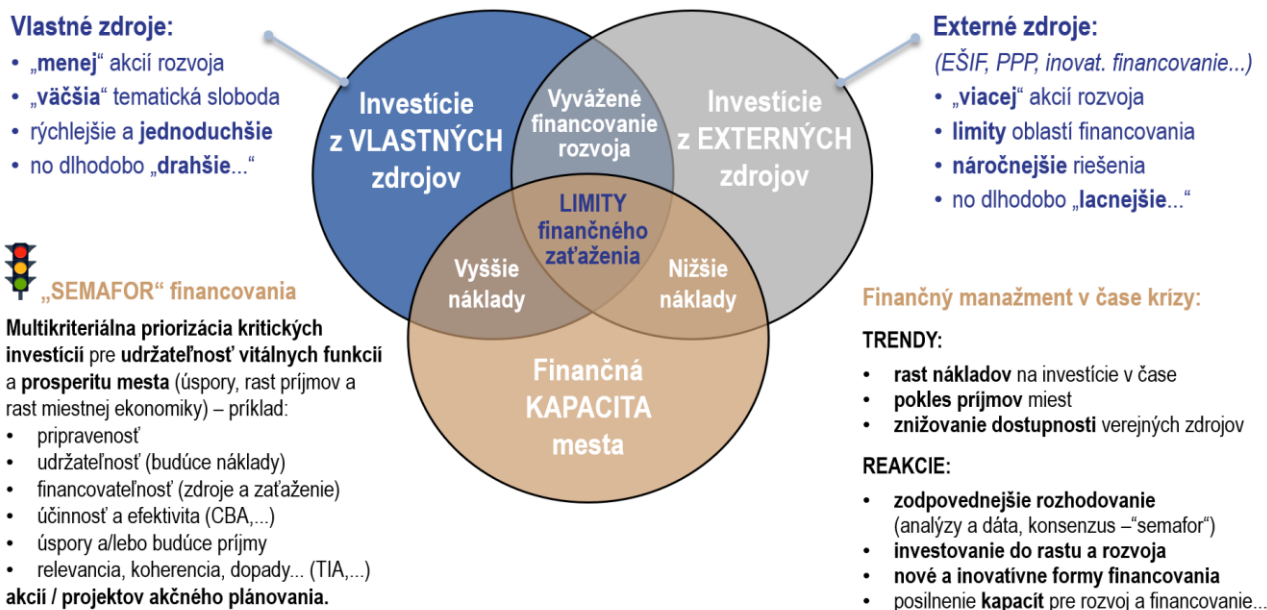 Vlastné zdroje:
• „menej“ akcií rozvoja
• „väčšia“ tematická sloboda
• rýchlejšie a jednoduchšie
• no dlhodobo „drahšie...“
Investície
z VLASTNÝCH
zdrojov
Vyvážené
financovanie
rozvoja
Investície
z EXTERNÝCH
zdrojov
LIMITY
finančného
zaťaženia
Vyššie
náklady
Nižšie
náklady
Finančná
KAPACITA
mesta
Externé zdroje:
(EŠIF, PPP, inovat. financovanie...)
• „viacej“ akcií rozvoja
• limity oblastí financovania
• náročnejšie riešenia
• no dlhodobo „lacnejšie...“
„SEMAFOR“ financovania
Multikriteriálna priorizácia kritických
investícií pre udržateľnosť vitálnych funkcií
a prosperitu mesta (úspory, rast príjmov a
rast miestnej ekonomiky) – príklad:
• pripravenosť
• udržateľnosť (budúce náklady)
• financovateľnosť (zdroje a zaťaženie)
• účinnosť a efektivita (CBA,...)
• úspory a/lebo budúce príjmy
• relevancia, koherencia, dopady... (TIA,...)
akcií / projektov akčného plánovania.
Finančný manažment v čase krízy:
TRENDY:
• rast nákladov na investície v čase
• pokles príjmov miest
• znižovanie dostupnosti verejných zdrojov
REAKCIE:
• zodpovednejšie rozhodovanie
(analýzy a dáta, konsenzus –“semafor“)
• investovanie do rastu a rozvoja
• nové a inovatívne formy financovania
• posilnenie kapacít pre rozvoj a financovanie...